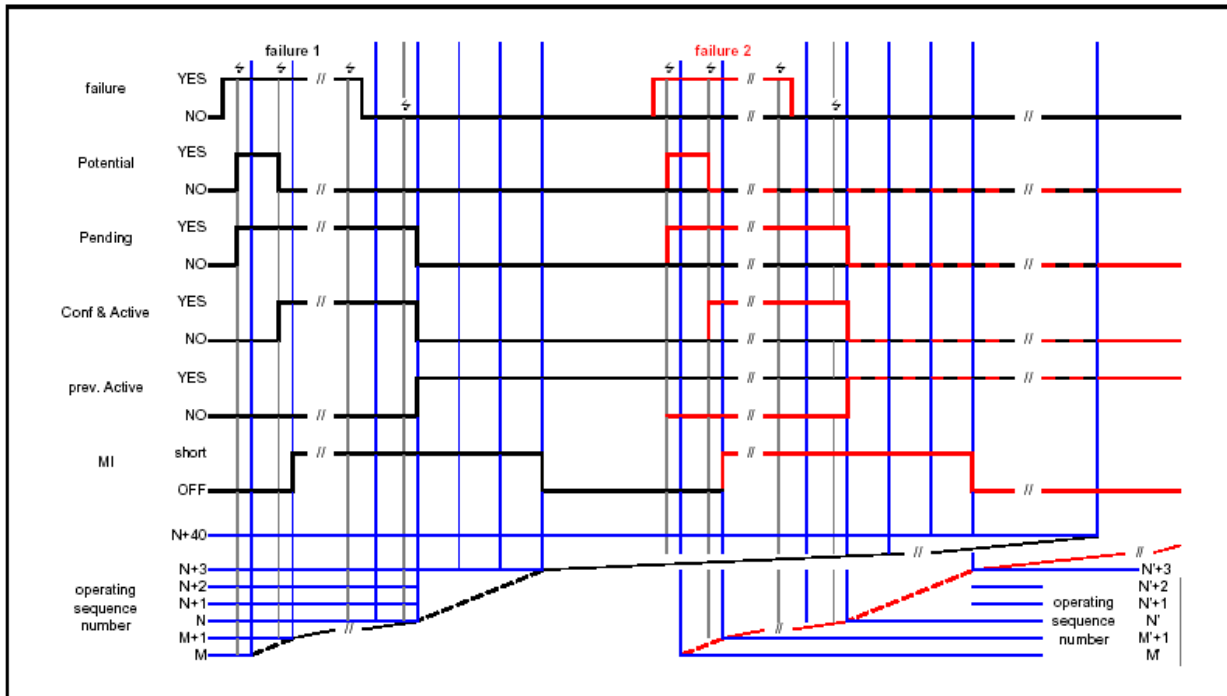 failure 1
failure 2
failure
YES
NO
//
//
//
Potential
YES
NO
//
//
//
Pending
YES
NO
//
//
//
//
Conf & Active
YES
NO
//
//
//
//
prev. Active
YES
NO
//
//
//
//
MI
short
OFF
//
//
//
operating
sequence
number
N+40
N+3
N+2
N+1
N
M+1
M
//
//
//
//
operating
sequence
number
N'+3
N'+2
N'+1
N'
M'+1
M'